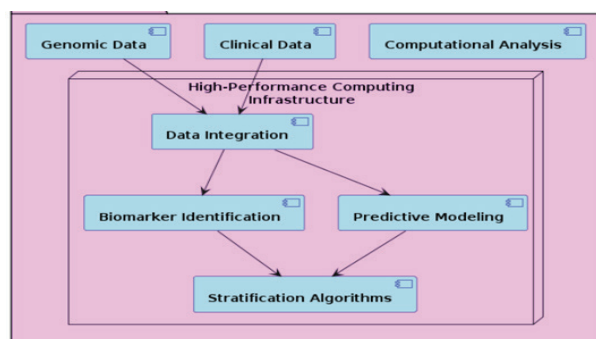 Genomic Data
Clinical Data
Computational Analysis
High-Performance Computing
Infrastructure
Data Integration
Biomarker Identification
Predictive Modeling
Stratification Algorithms